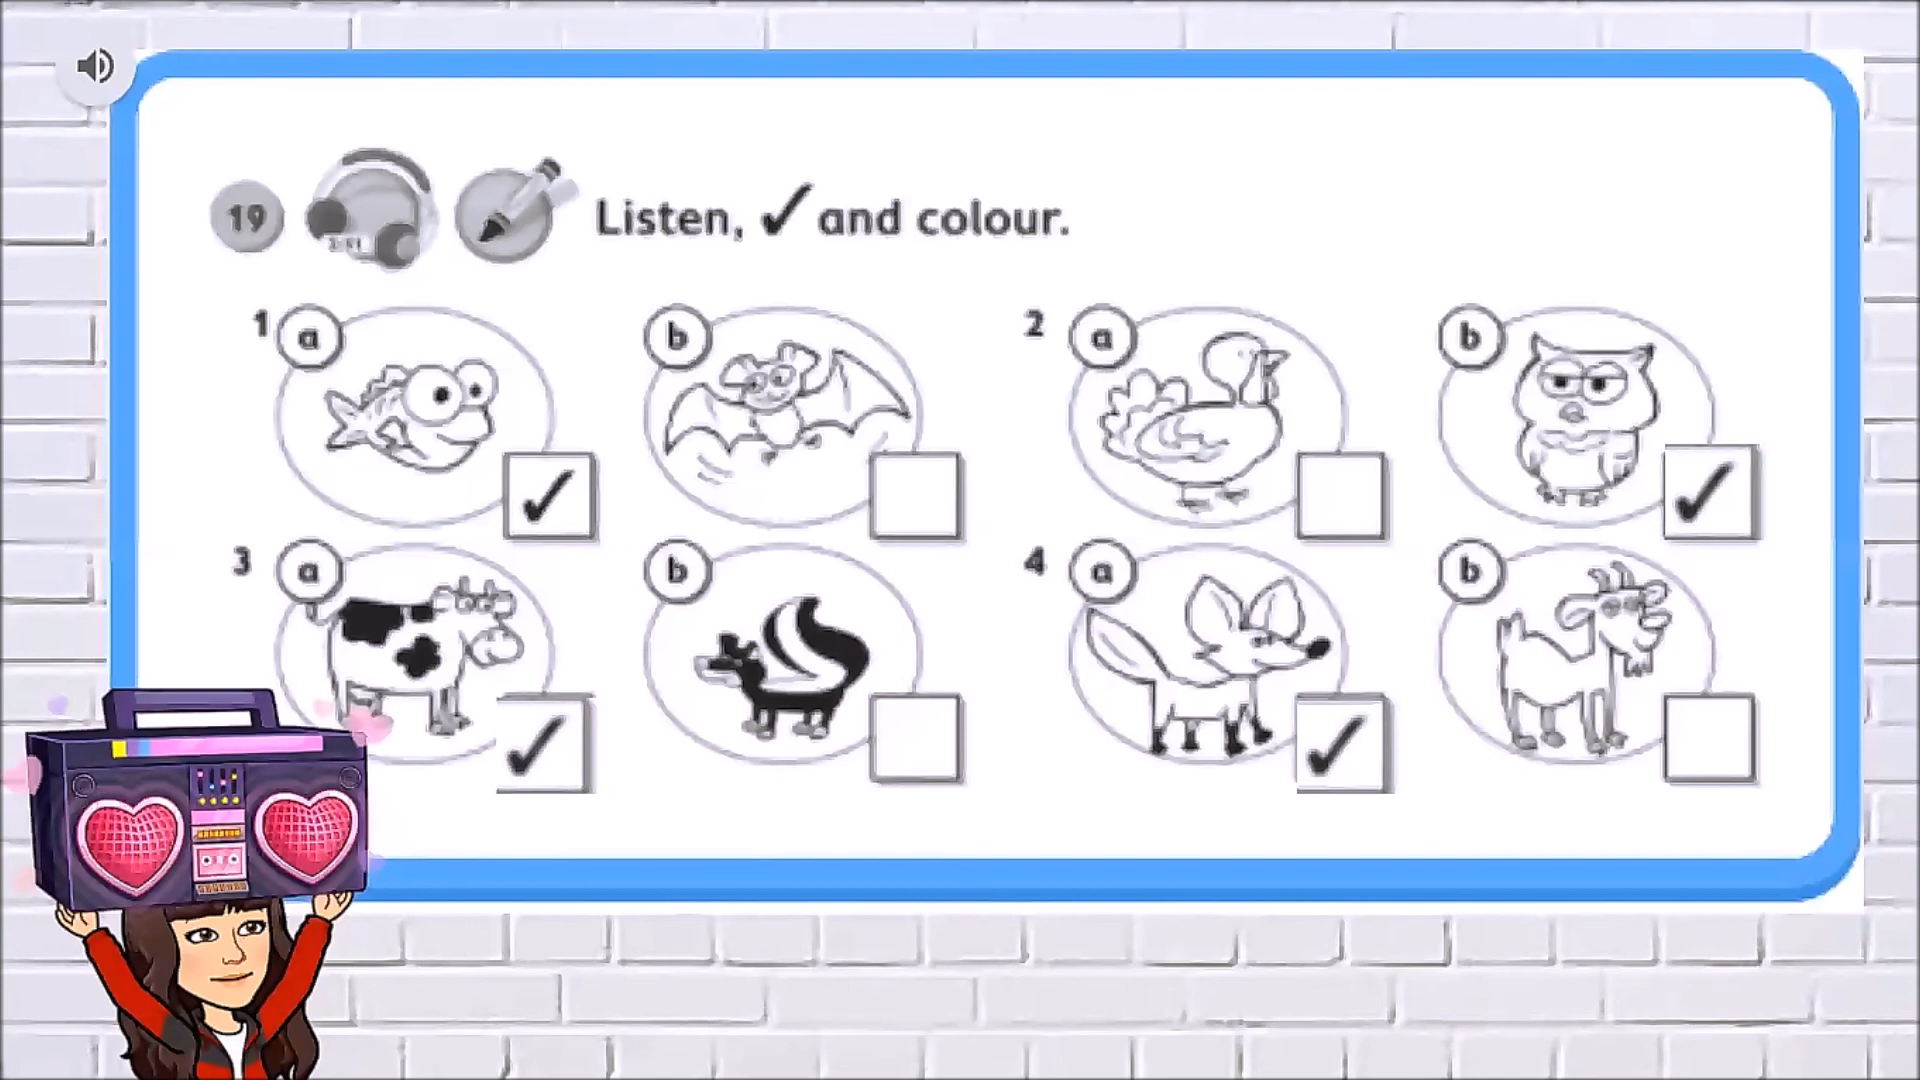 19 Listen, ✓ and colour.
1 a b 2 a b
3 a b 4 a b